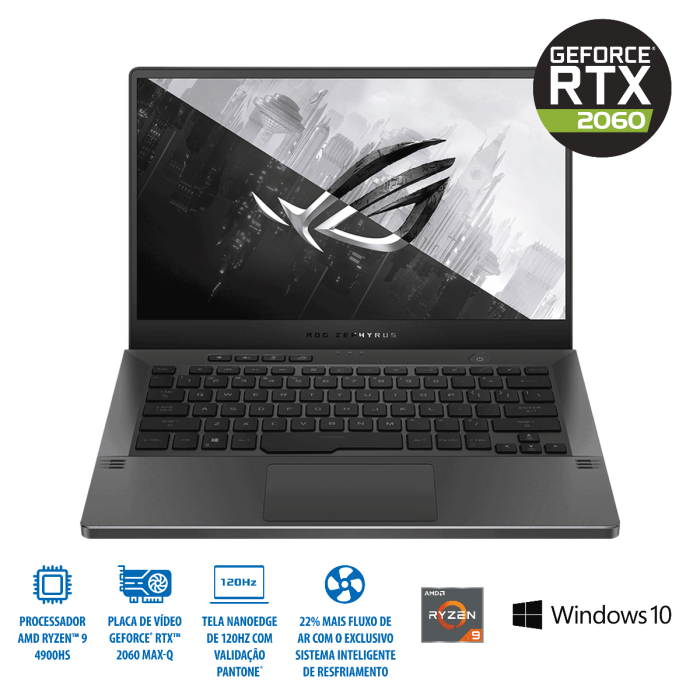 GEFORCE®
RTX
2060
ROG ZEPHYRUS
120Hz
PROCESSADOR
AMD RYZEN™ 9
4900HS
PLACA DE VÍDEO
GEFORCE® RTX™
2060 MAX-Q
TELA NANOEDGE
DE 120HZ COM
VALIDAÇÃO
PANTONE®
22% MAIS FLUXO DE
AR COM O EXCLUSIVO
SISTEMA INTELIGENTE
DE RESFRIAMENTO
AMD
RYZEN
9
Windows 10